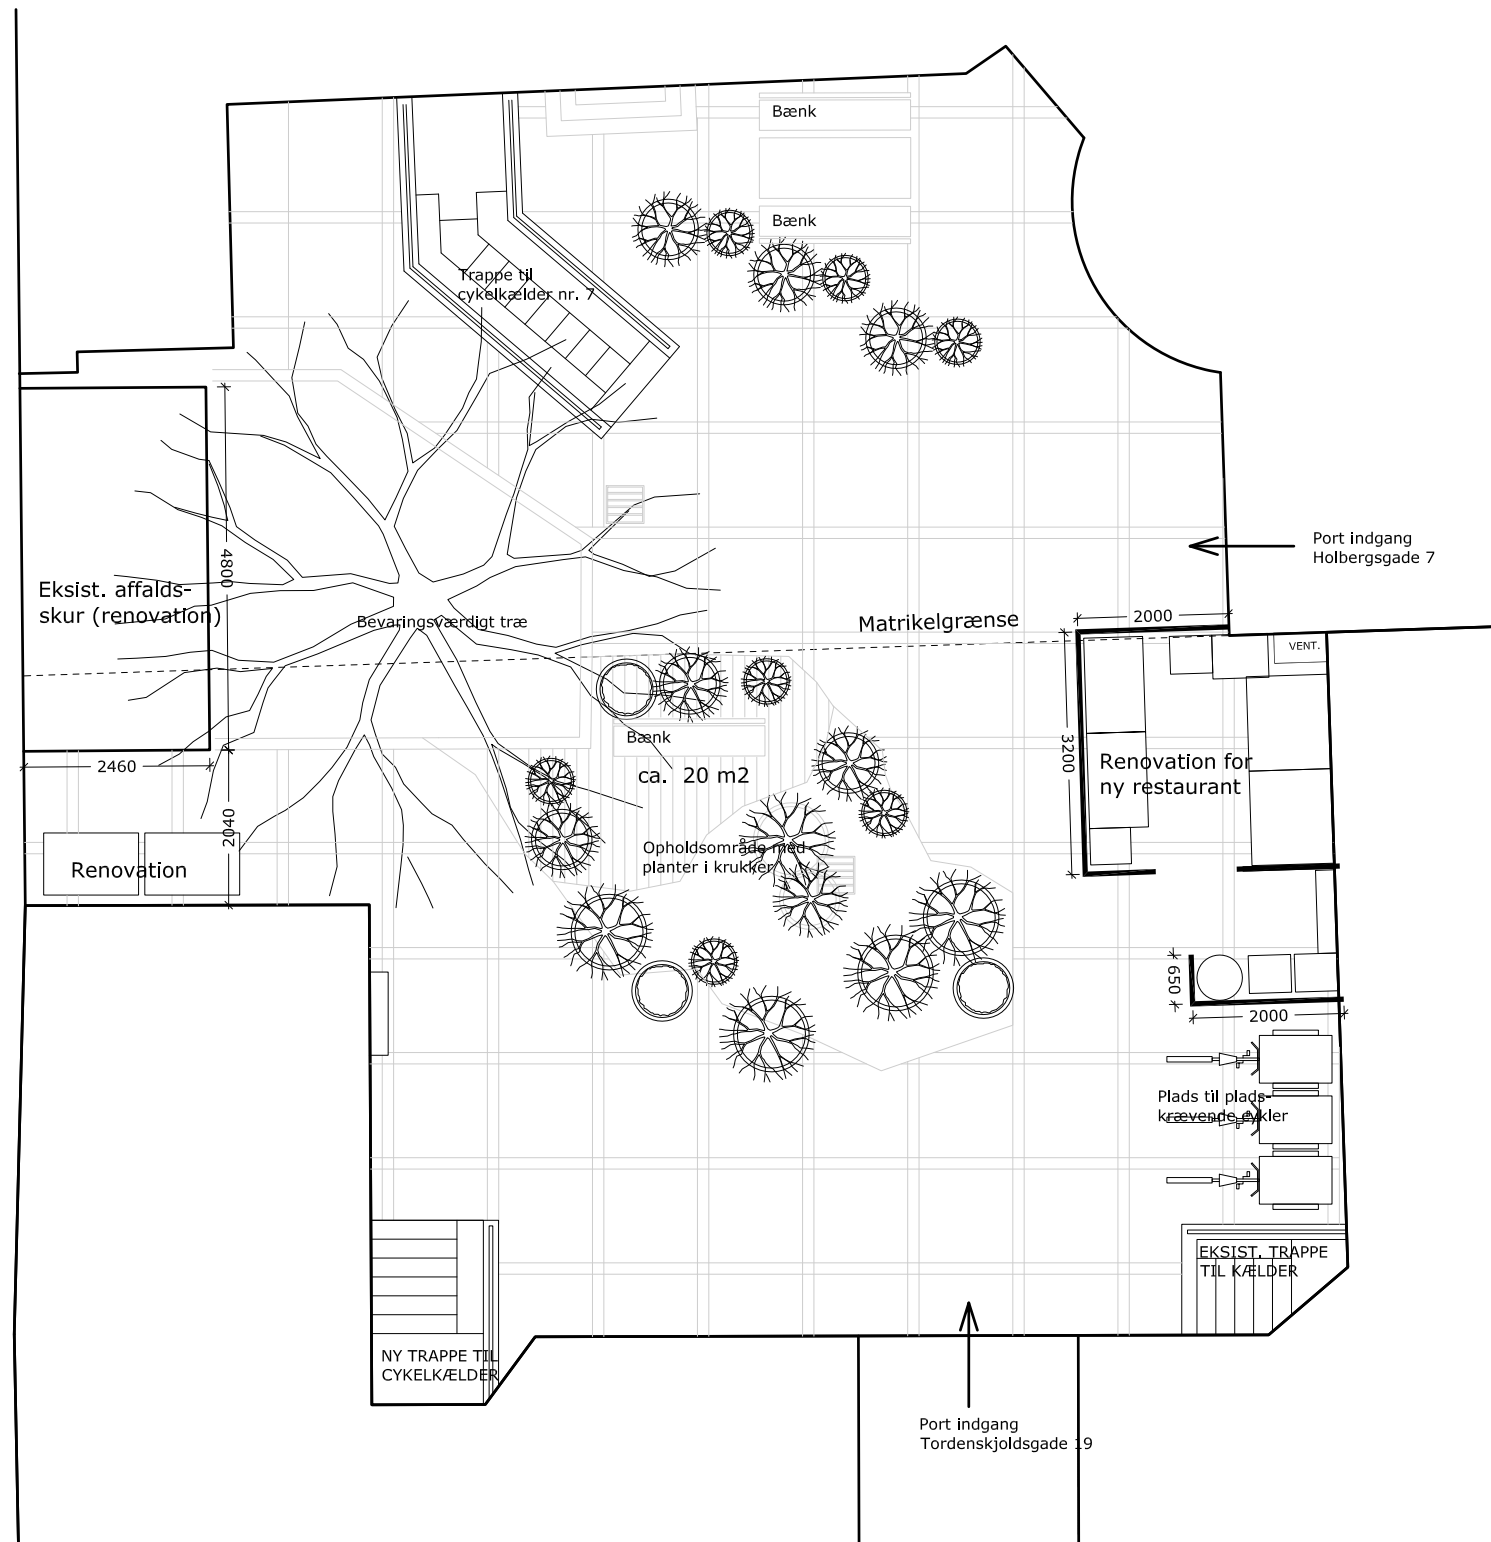 Bænk
Bænk
Trappe til
cykelkælder nr. 7
Port indgang
Holbergsgade 7
4800
Eksist. affalds-
skur (renovation)
Bevaringsværdigt træ
Matrikelgrænse
2000
VENT.
Bænk
ca. 20 m2
3200
Renovation for
ny restaurant
2460
2040
Renovation
Opholdsområde med
planter i krukker
650
2000
Plads til plads-
krævende cykler
EKSIST. TRAPPE
TIL KÆLDER
NY TRAPPE TIL
CYKELKÆLDER
Port indgang
Tordenskjoldsgade 19